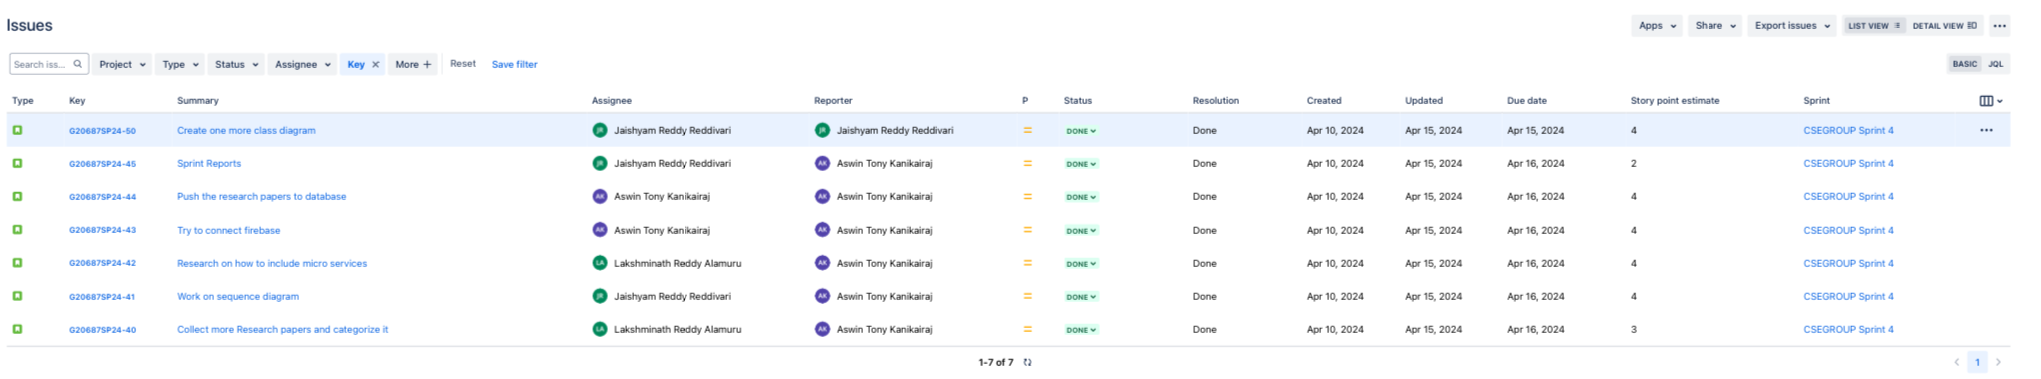 Issues
Apps Share Export issues LIST VIEW DETAIL VIEW
Search iss... Project Type Status Assignee Key More Reset Save filter BASIC JQL
Type Key Summary Assignee Reporter P Status Resolution Created Updated Due date Story point estimate Sprint
G20687SP24-50 Create one more class diagram JR Jaishyam Reddy Reddivari JR Jaishyam Reddy Reddivari DONE Done Apr 10, 2024 Apr 15, 2024 Apr 15, 2024 4 CSEGROUP Sprint 4
G20687SP24-45 Sprint Reports JR Jaishyam Reddy Reddivari AK Aswin Tony Kanikairaj DONE Done Apr 10, 2024 Apr 15, 2024 Apr 16, 2024 2 CSEGROUP Sprint 4
G20687SP24-44 Push the research papers to database AK Aswin Tony Kanikairaj AK Aswin Tony Kanikairaj DONE Done Apr 10, 2024 Apr 15, 2024 Apr 16, 2024 4 CSEGROUP Sprint 4
G20687SP24-43 Try to connect firebase AK Aswin Tony Kanikairaj AK Aswin Tony Kanikairaj DONE Done Apr 10, 2024 Apr 15, 2024 Apr 16, 2024 4 CSEGROUP Sprint 4
G20687SP24-42 Research on how to include micro services LA Lakshminath Reddy Alamuru AK Aswin Tony Kanikairaj DONE Done Apr 10, 2024 Apr 15, 2024 Apr 16, 2024 4 CSEGROUP Sprint 4
G20687SP24-41 Work on sequence diagram JR Jaishyam Reddy Reddivari AK Aswin Tony Kanikairaj DONE Done Apr 10, 2024 Apr 15, 2024 Apr 16, 2024 4 CSEGROUP Sprint 4
G20687SP24-40 Collect more Research papers and categorize it LA Lakshminath Reddy Alamuru AK Aswin Tony Kanikairaj DONE Done Apr 10, 2024 Apr 15, 2024 Apr 16, 2024 3 CSEGROUP Sprint 4
1-7 of 7 1